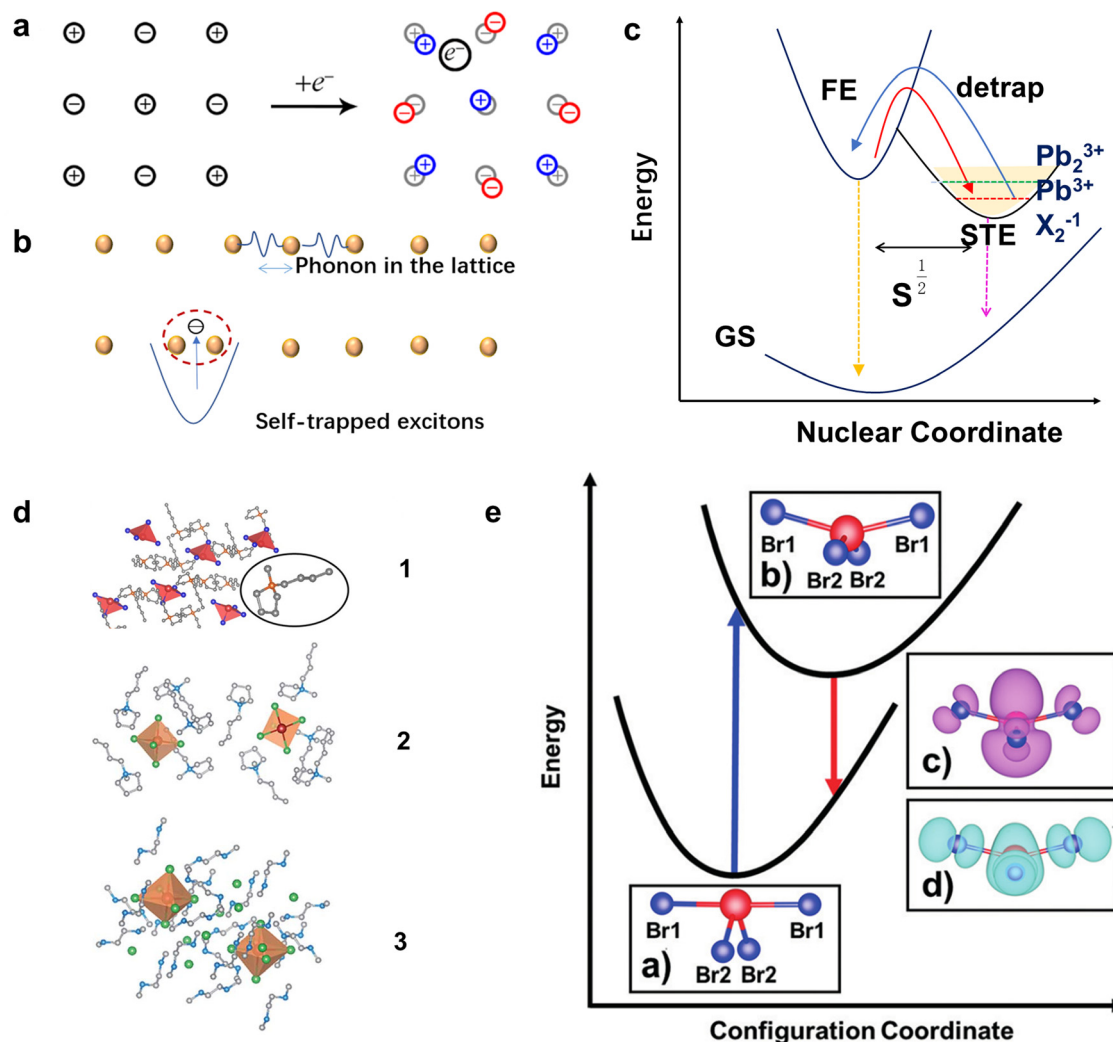 a
+e⁻
e⁻
b
Phonon in the lattice
Self-trapped excitons
c
FE
detrap
Pb₂³⁺
Pb³⁺
X₂⁻¹
STE
S^1/2
GS
Energy
Nuclear Coordinate
d
1
2
3
e
b)
Br1
Br1
Br2 Br2
c)
d)
Br1
Br1
Br2 Br2
a)
Energy
Configuration Coordinate